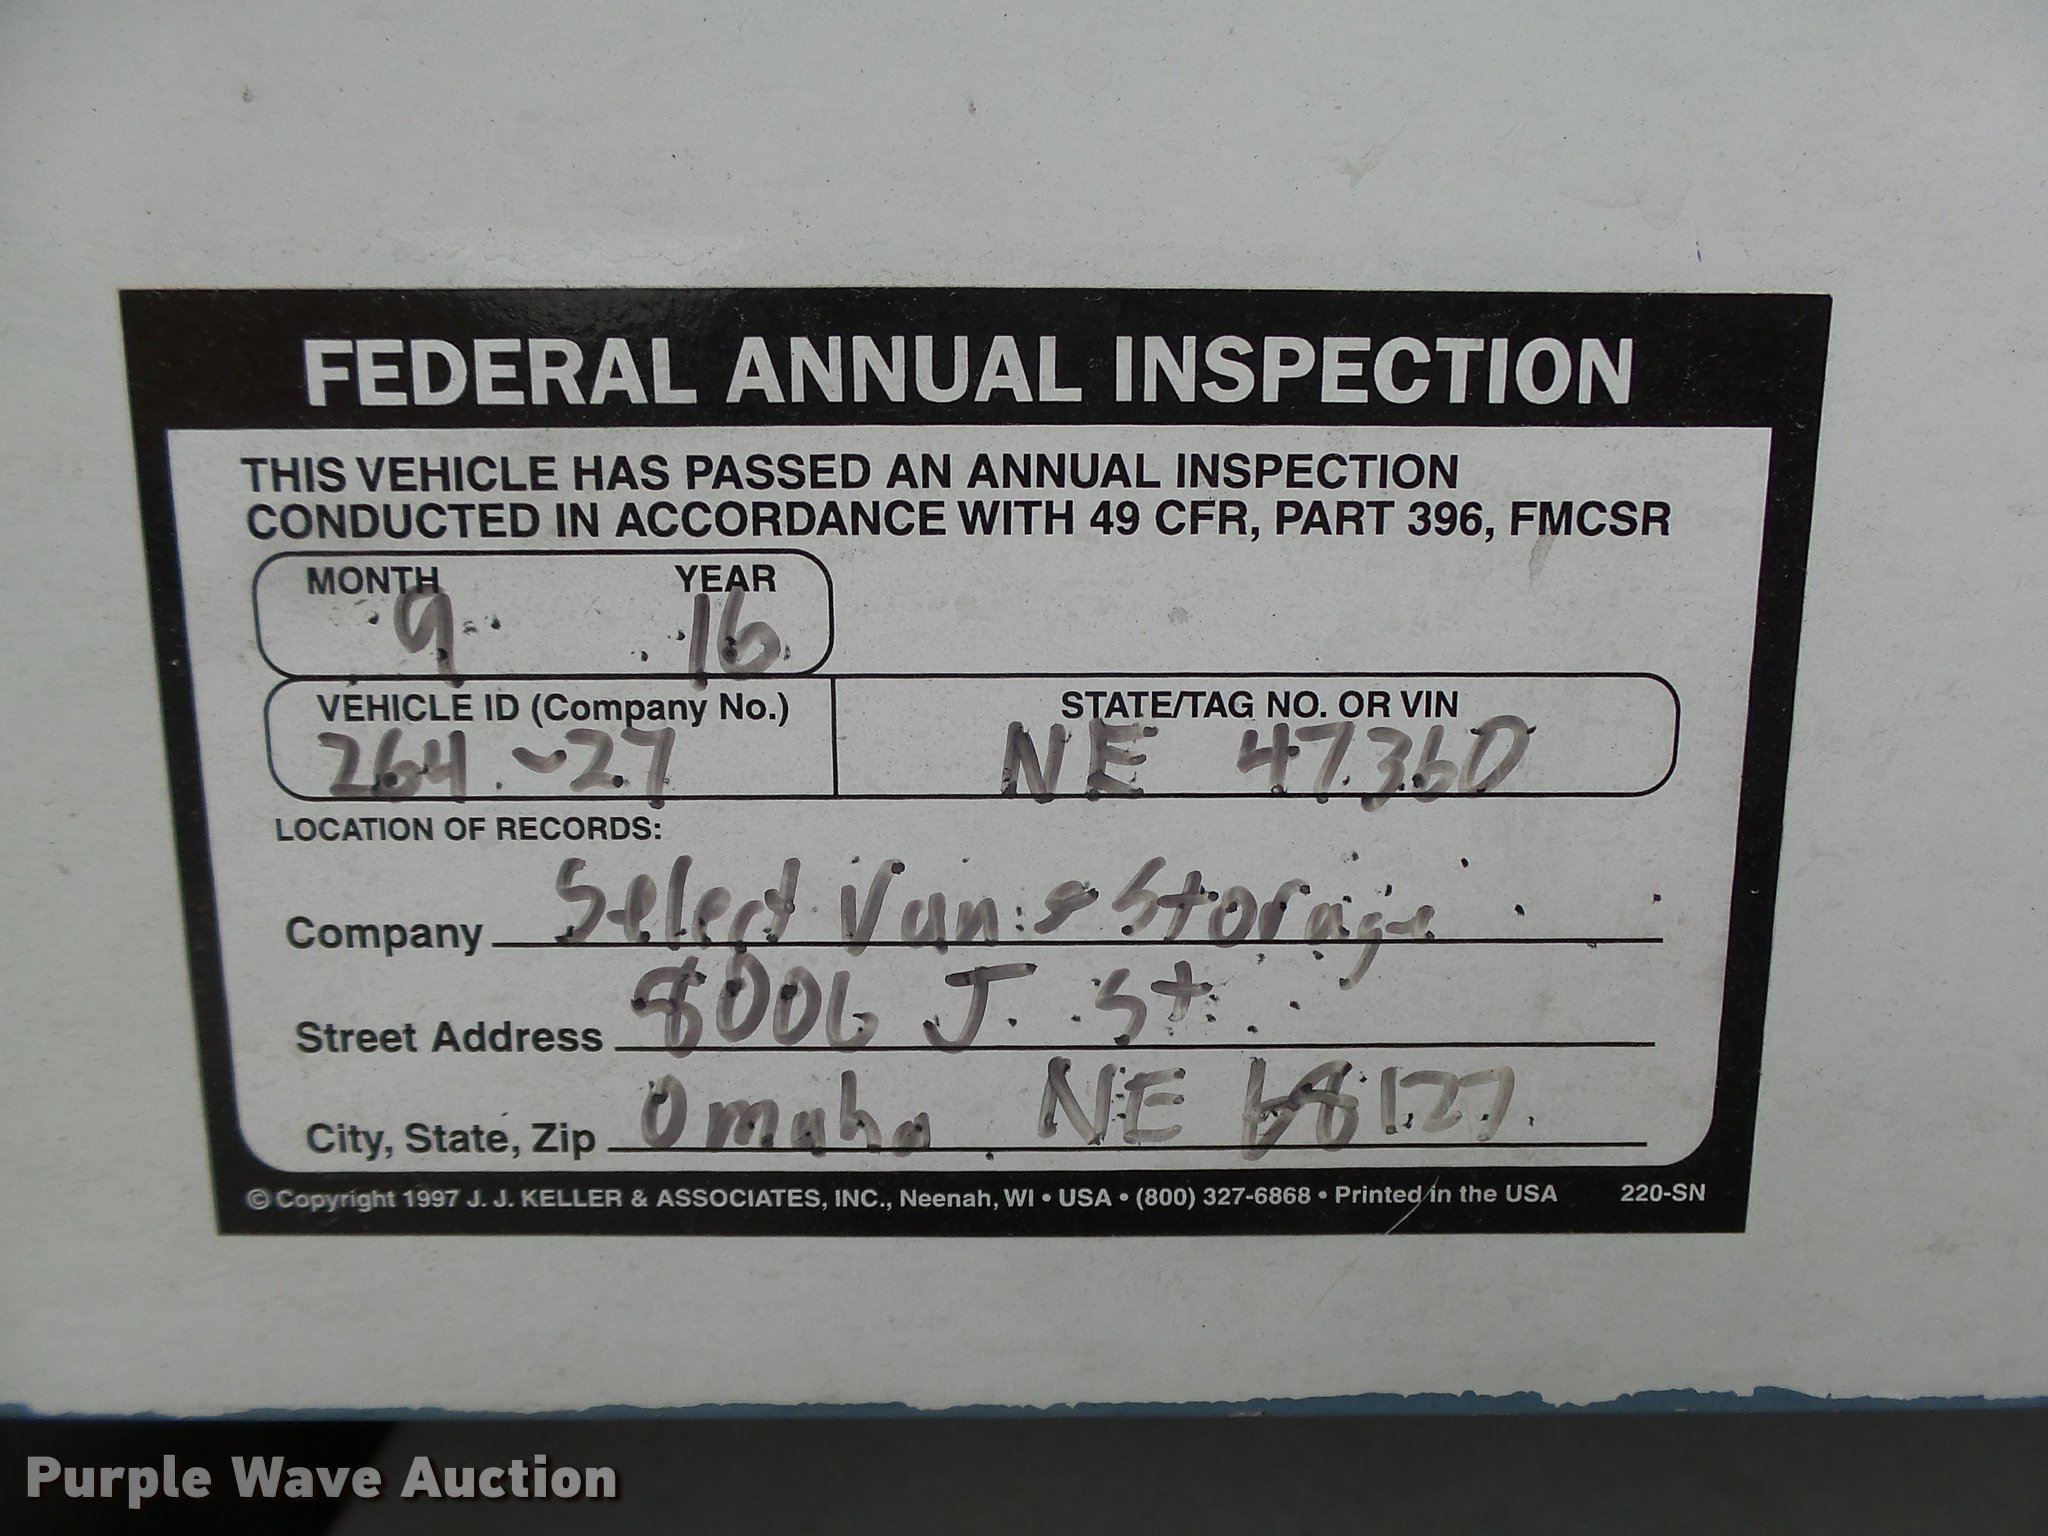 FEDERAL ANNUAL INSPECTION
THIS VEHICLE HAS PASSED AN ANNUAL INSPECTION
CONDUCTED IN ACCORDANCE WITH 49 CFR, PART 396, FMCSR
MONTH YEAR
9 16
VEHICLE ID (Company No.) STATE/TAG NO. OR VIN
264 -27 NE 47360
LOCATION OF RECORDS:
Company Select Van & Storage
Street Address 8006 J St
City, State, Zip Omaha NE 68127
© Copyright 1997 J. J. KELLER & ASSOCIATES, INC., Neenah, WI • USA • (800) 327-6868 • Printed in the USA 220-SN
Purple Wave Auction